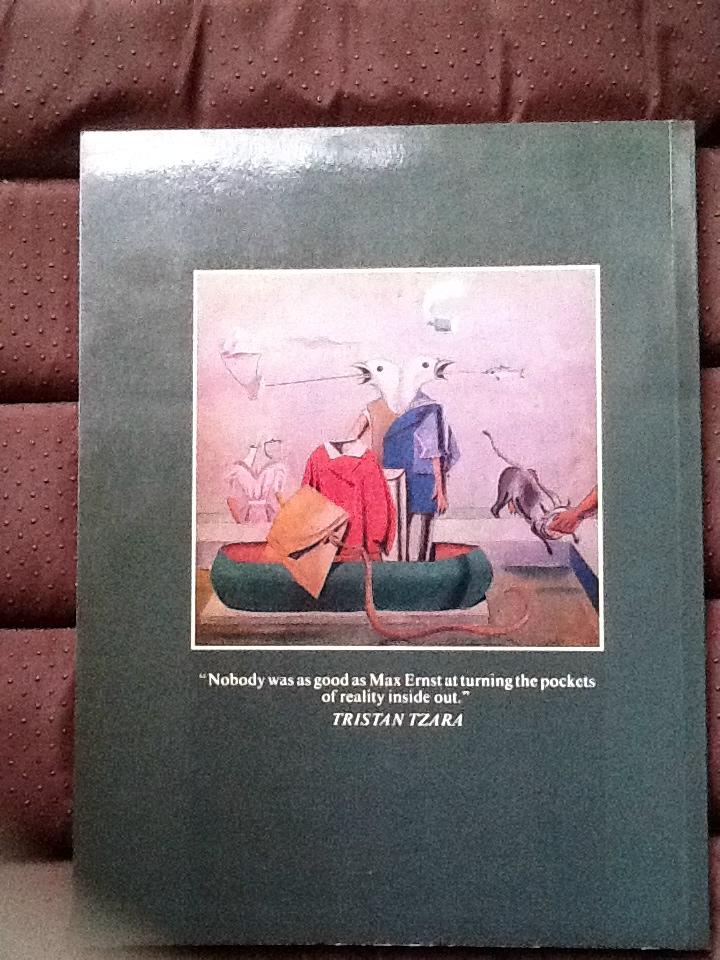 “Nobody was as good as Max Ernst at turning the pockets
of reality inside out.”
TRISTAN TZARA